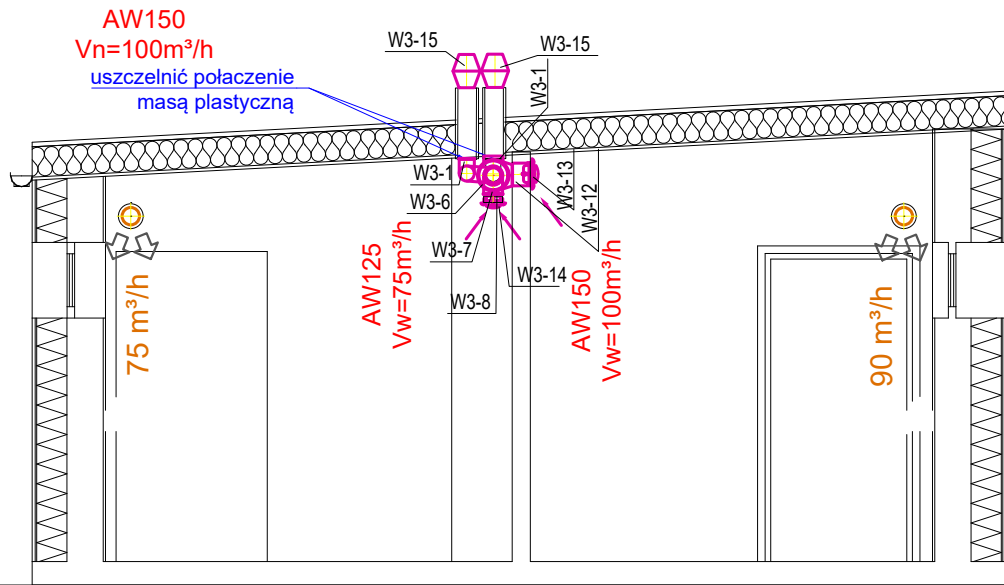 AW150
Vn=100m³/h
uszczelnić połaczenie
masą plastyczną
W3-15
W3-15
W3-1
W3-1
W3-6
W3-7
W3-8
W3-14
W3-13
W3-12
AW125
Vw=75m³/h
AW150
Vw=100m³/h
75 m³/h
90 m³/h